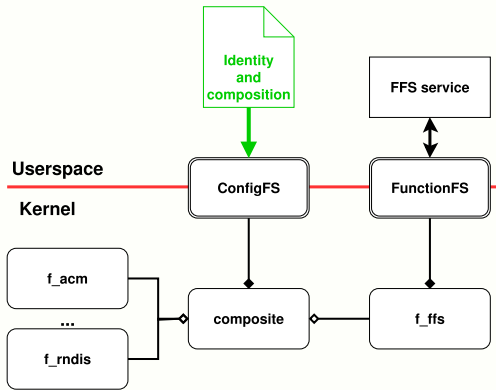 Identity
and
composition
FFS service
Userspace
ConfigFS
FunctionFS
Kernel
f_acm
...
f_rndis
composite
f_ffs